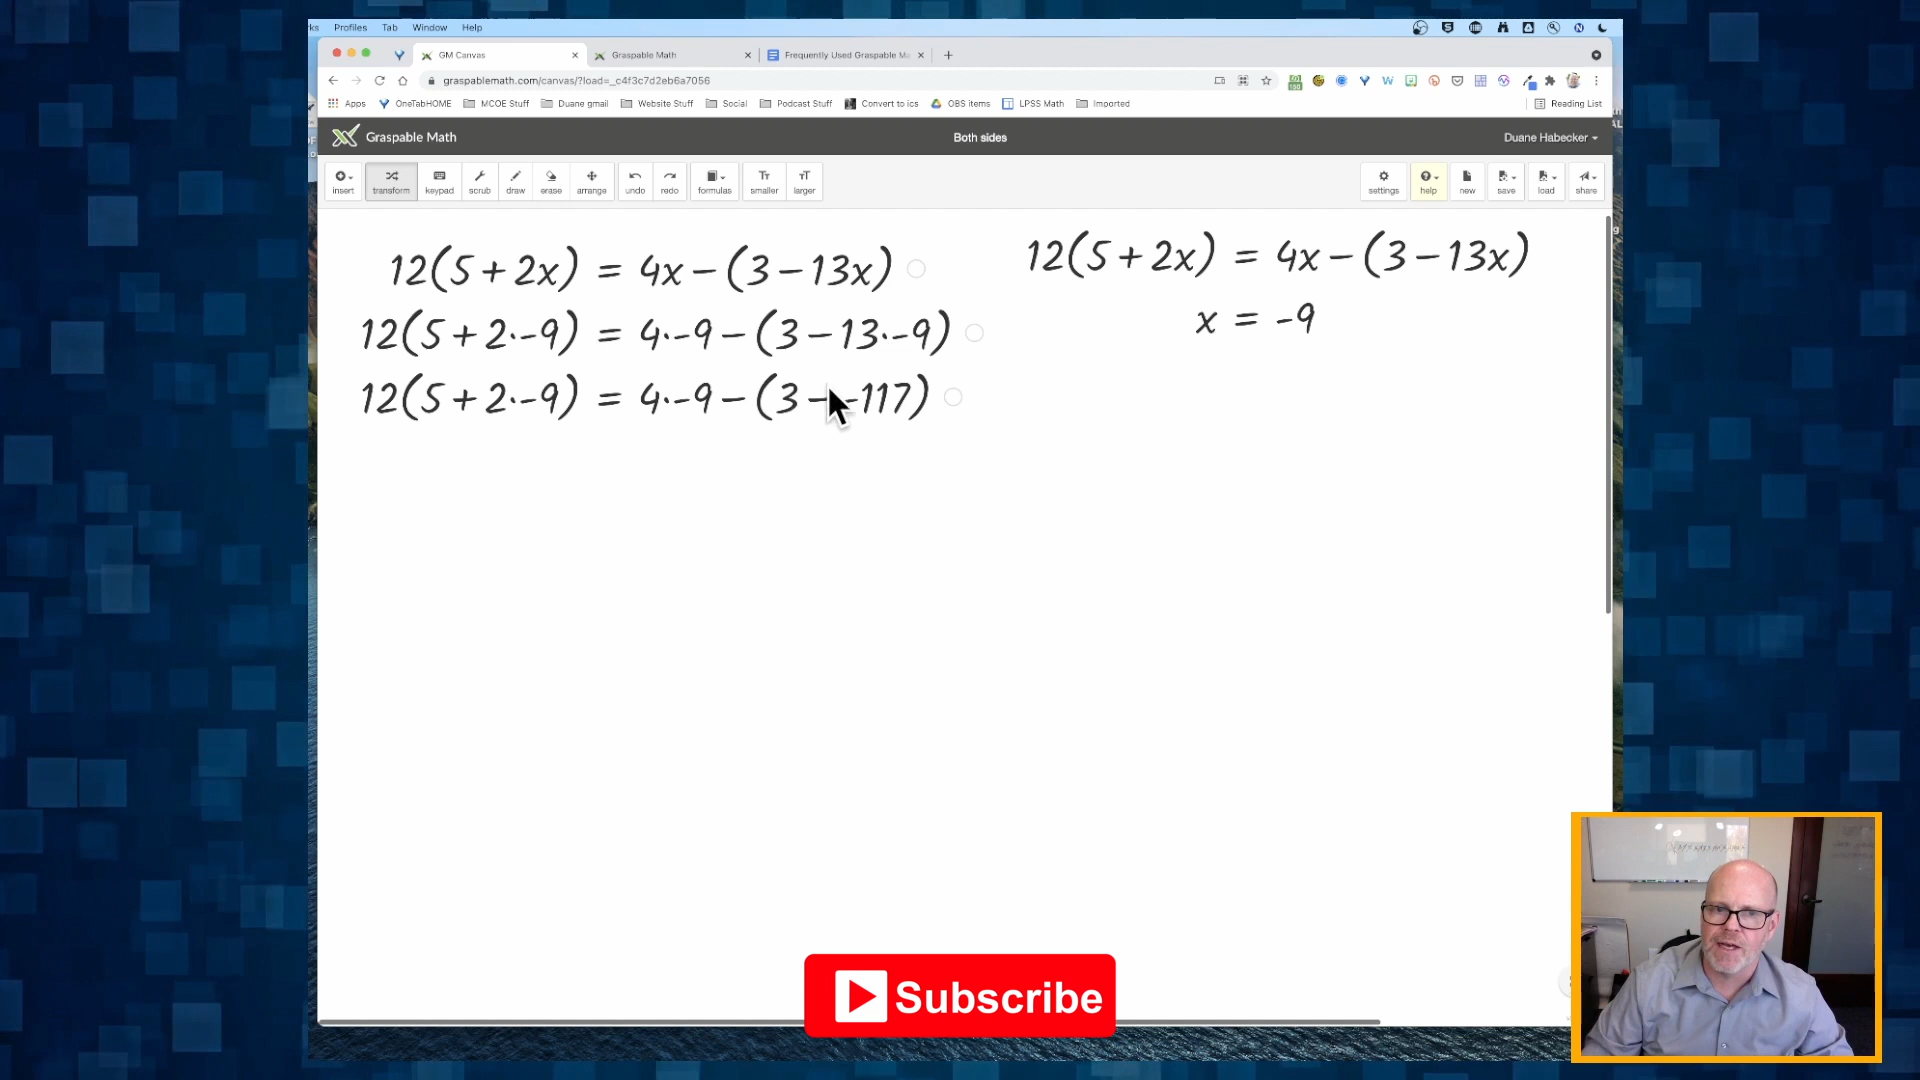 ks Profiles Tab Window Help
GM Canvas
Graspable Math
Frequently Used Graspable Ma
graspablemath.com/canvas/?load=_c4f3c7d2eb6a7056
Apps OneTabHOME MCOE Stuff Duane gmail Website Stuff Social Podcast Stuff Convert to ics OBS items LPSS Math Imported Reading List
Graspable Math Both sides Duane Habecker
insert transform keypad scrub draw erase arrange undo redo formulas smaller larger settings help new save load share
12(5+2x) = 4x-(3-13x)
12(5+2·-9) = 4·-9-(3-13·-9)
12(5+2·-9) = 4·-9-(3--117)
12(5+2x) = 4x-(3-13x)
x = -9
Subscribe